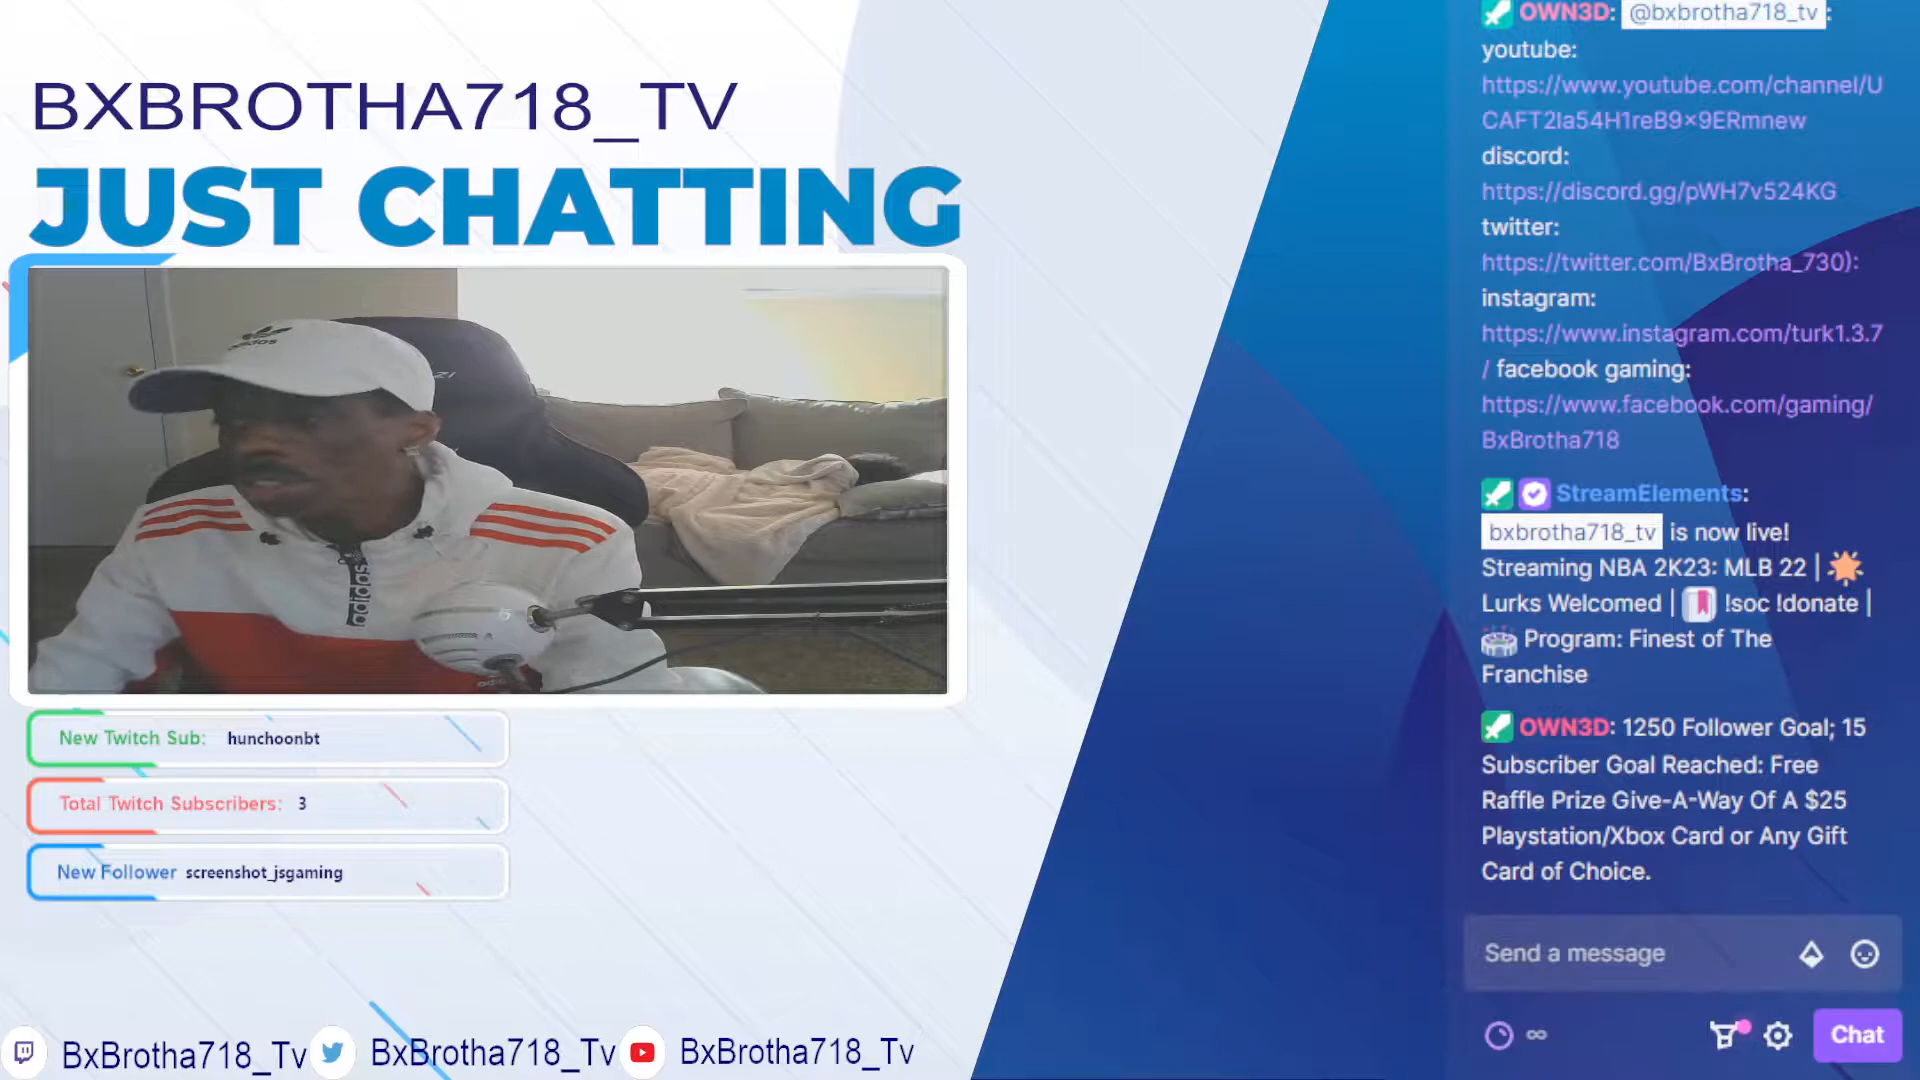 BXBROTHA718_TV
JUST CHATTING
adidas
adidas
New Twitch Sub: hunchoonbt
Total Twitch Subscribers: 3
New Follower screenshot_jsgaming
BxBrotha718_Tv
BxBrotha718_Tv
BxBrotha718_Tv
OWN3D: @bxbrotha718_tv :
youtube:
https://www.youtube.com/channel/U
CAFT2Ia54H1reB9x9ERmnew
discord:
https://discord.gg/pWH7v524KG
twitter:
https://twitter.com/BxBrotha_730):
instagram:
https://www.instagram.com/turk1.3.7
/ facebook gaming:
https://www.facebook.com/gaming/
BxBrotha718
StreamElements:
bxbrotha718_tv is now live!
Streaming NBA 2K23: MLB 22 |
Lurks Welcomed | !soc !donate |
Program: Finest of The
Franchise
OWN3D: 1250 Follower Goal; 15
Subscriber Goal Reached: Free
Raffle Prize Give-A-Way Of A $25
Playstation/Xbox Card or Any Gift
Card of Choice.
Send a message
Chat